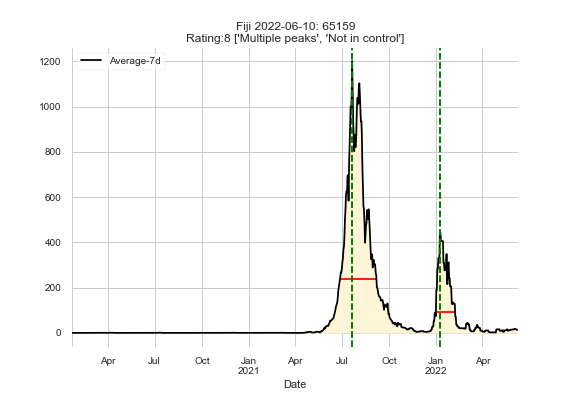 Fiji 2022-06-10: 65159
Rating:8 ['Multiple peaks', 'Not in control']
Average-7d
1200
1000
800
600
400
200
0
Apr Jul Oct Jan Apr Jul Oct Jan Apr
2021 2022
Date